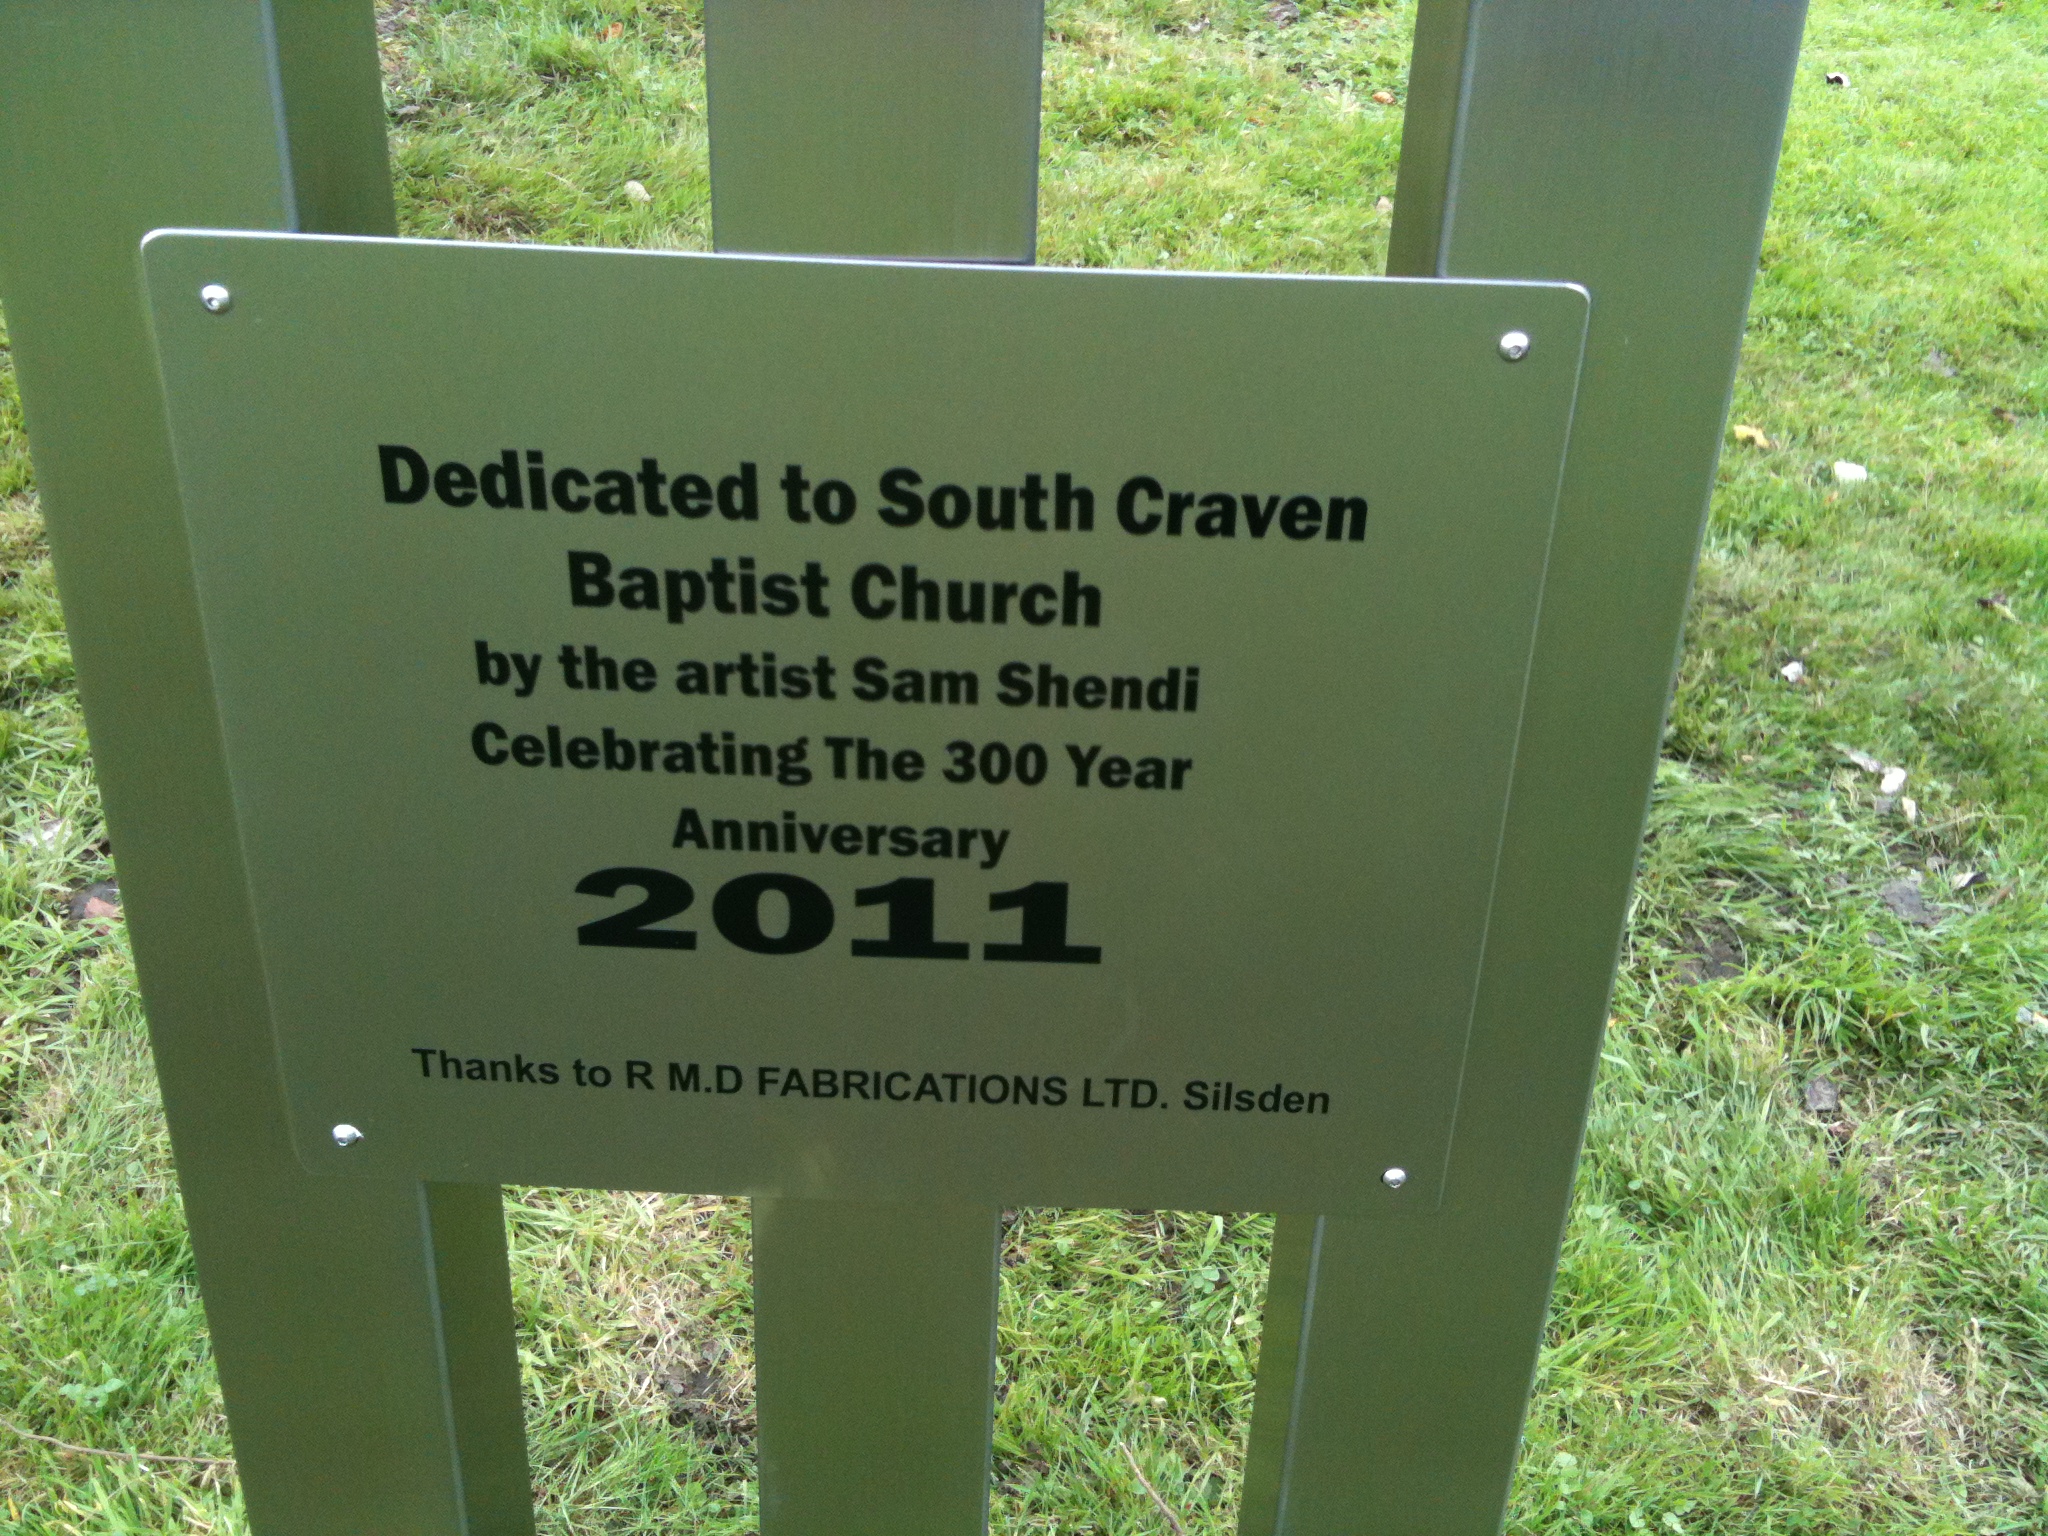 Dedicated to South Craven
Baptist Church
by the artist Sam Shendi
Celebrating The 300 Year
Anniversary
2011
Thanks to R M.D FABRICATIONS LTD. Silsden